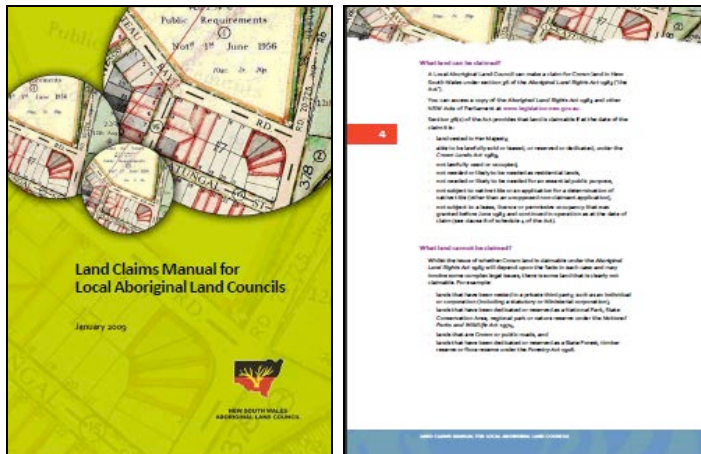 Public Requirements
Notn 1st June 1956
RAYE
RD.
TUNGAL
ST.
378
Land Claims Manual for
Local Aboriginal Land Councils
January 2009
NEW SOUTH WALES
ABORIGINAL LAND COUNCIL
What land can be claimed?
A Local Aboriginal Land Council can make a claim for Crown land in New
South Wales under section 36 of the Aboriginal Land Rights Act 1983 ('the
Act').
You can access a copy of the Aboriginal Land Rights Act 1983 and other
NSW Acts of Parliament at www.legislation.nsw.gov.au.
Section 36(1) of the Act provides that land is claimable if at the date of the
claim it is:
4
land vested in Her Majesty,
able to be lawfully sold or leased, or reserved or dedicated, under the
Crown Lands Act 1989,
not lawfully used or occupied,
not needed or likely to be needed as residential lands,
not needed or likely to be needed for an essential public purpose,
not subject to native title or an application for a determination of
native title (other than an unopposed non claimant application),
not subject to a lease, licence or permissive occupancy that was
granted before June 1983 and continued in operation as at the date of
claim (see clause 8 of schedule 4 of the Act).
What land cannot be claimed?
Whilst the issue of whether Crown land is claimable under the Aboriginal
Land Rights Act 1983 will depend upon the facts in each case and may
involve some complex legal issues, there is some land that is clearly not
claimable. For example:
lands that have been vested in a private third party, such as an individual
or corporation (including a statutory or Ministerial corporation),
lands that have been dedicated or reserved as a National Park, State
Conservation Area, regional park or nature reserve under the National
Parks and Wildlife Act 1974,
lands that are Crown or public roads, and
lands that have been dedicated or reserved as a State Forest, timber
reserve or flora reserve under the Forestry Act 1916.
LAND CLAIMS MANUAL FOR LOCAL ABORIGINAL LAND COUNCILS